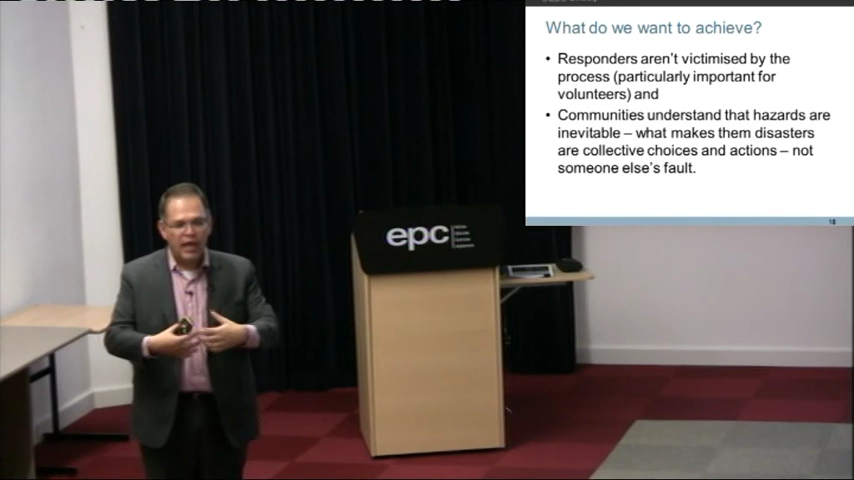 What do we want to achieve?
• Responders aren't victimised by the
process (particularly important for
volunteers) and
• Communities understand that hazards are
inevitable – what makes them disasters
are collective choices and actions – not
someone else's fault.
18
epc